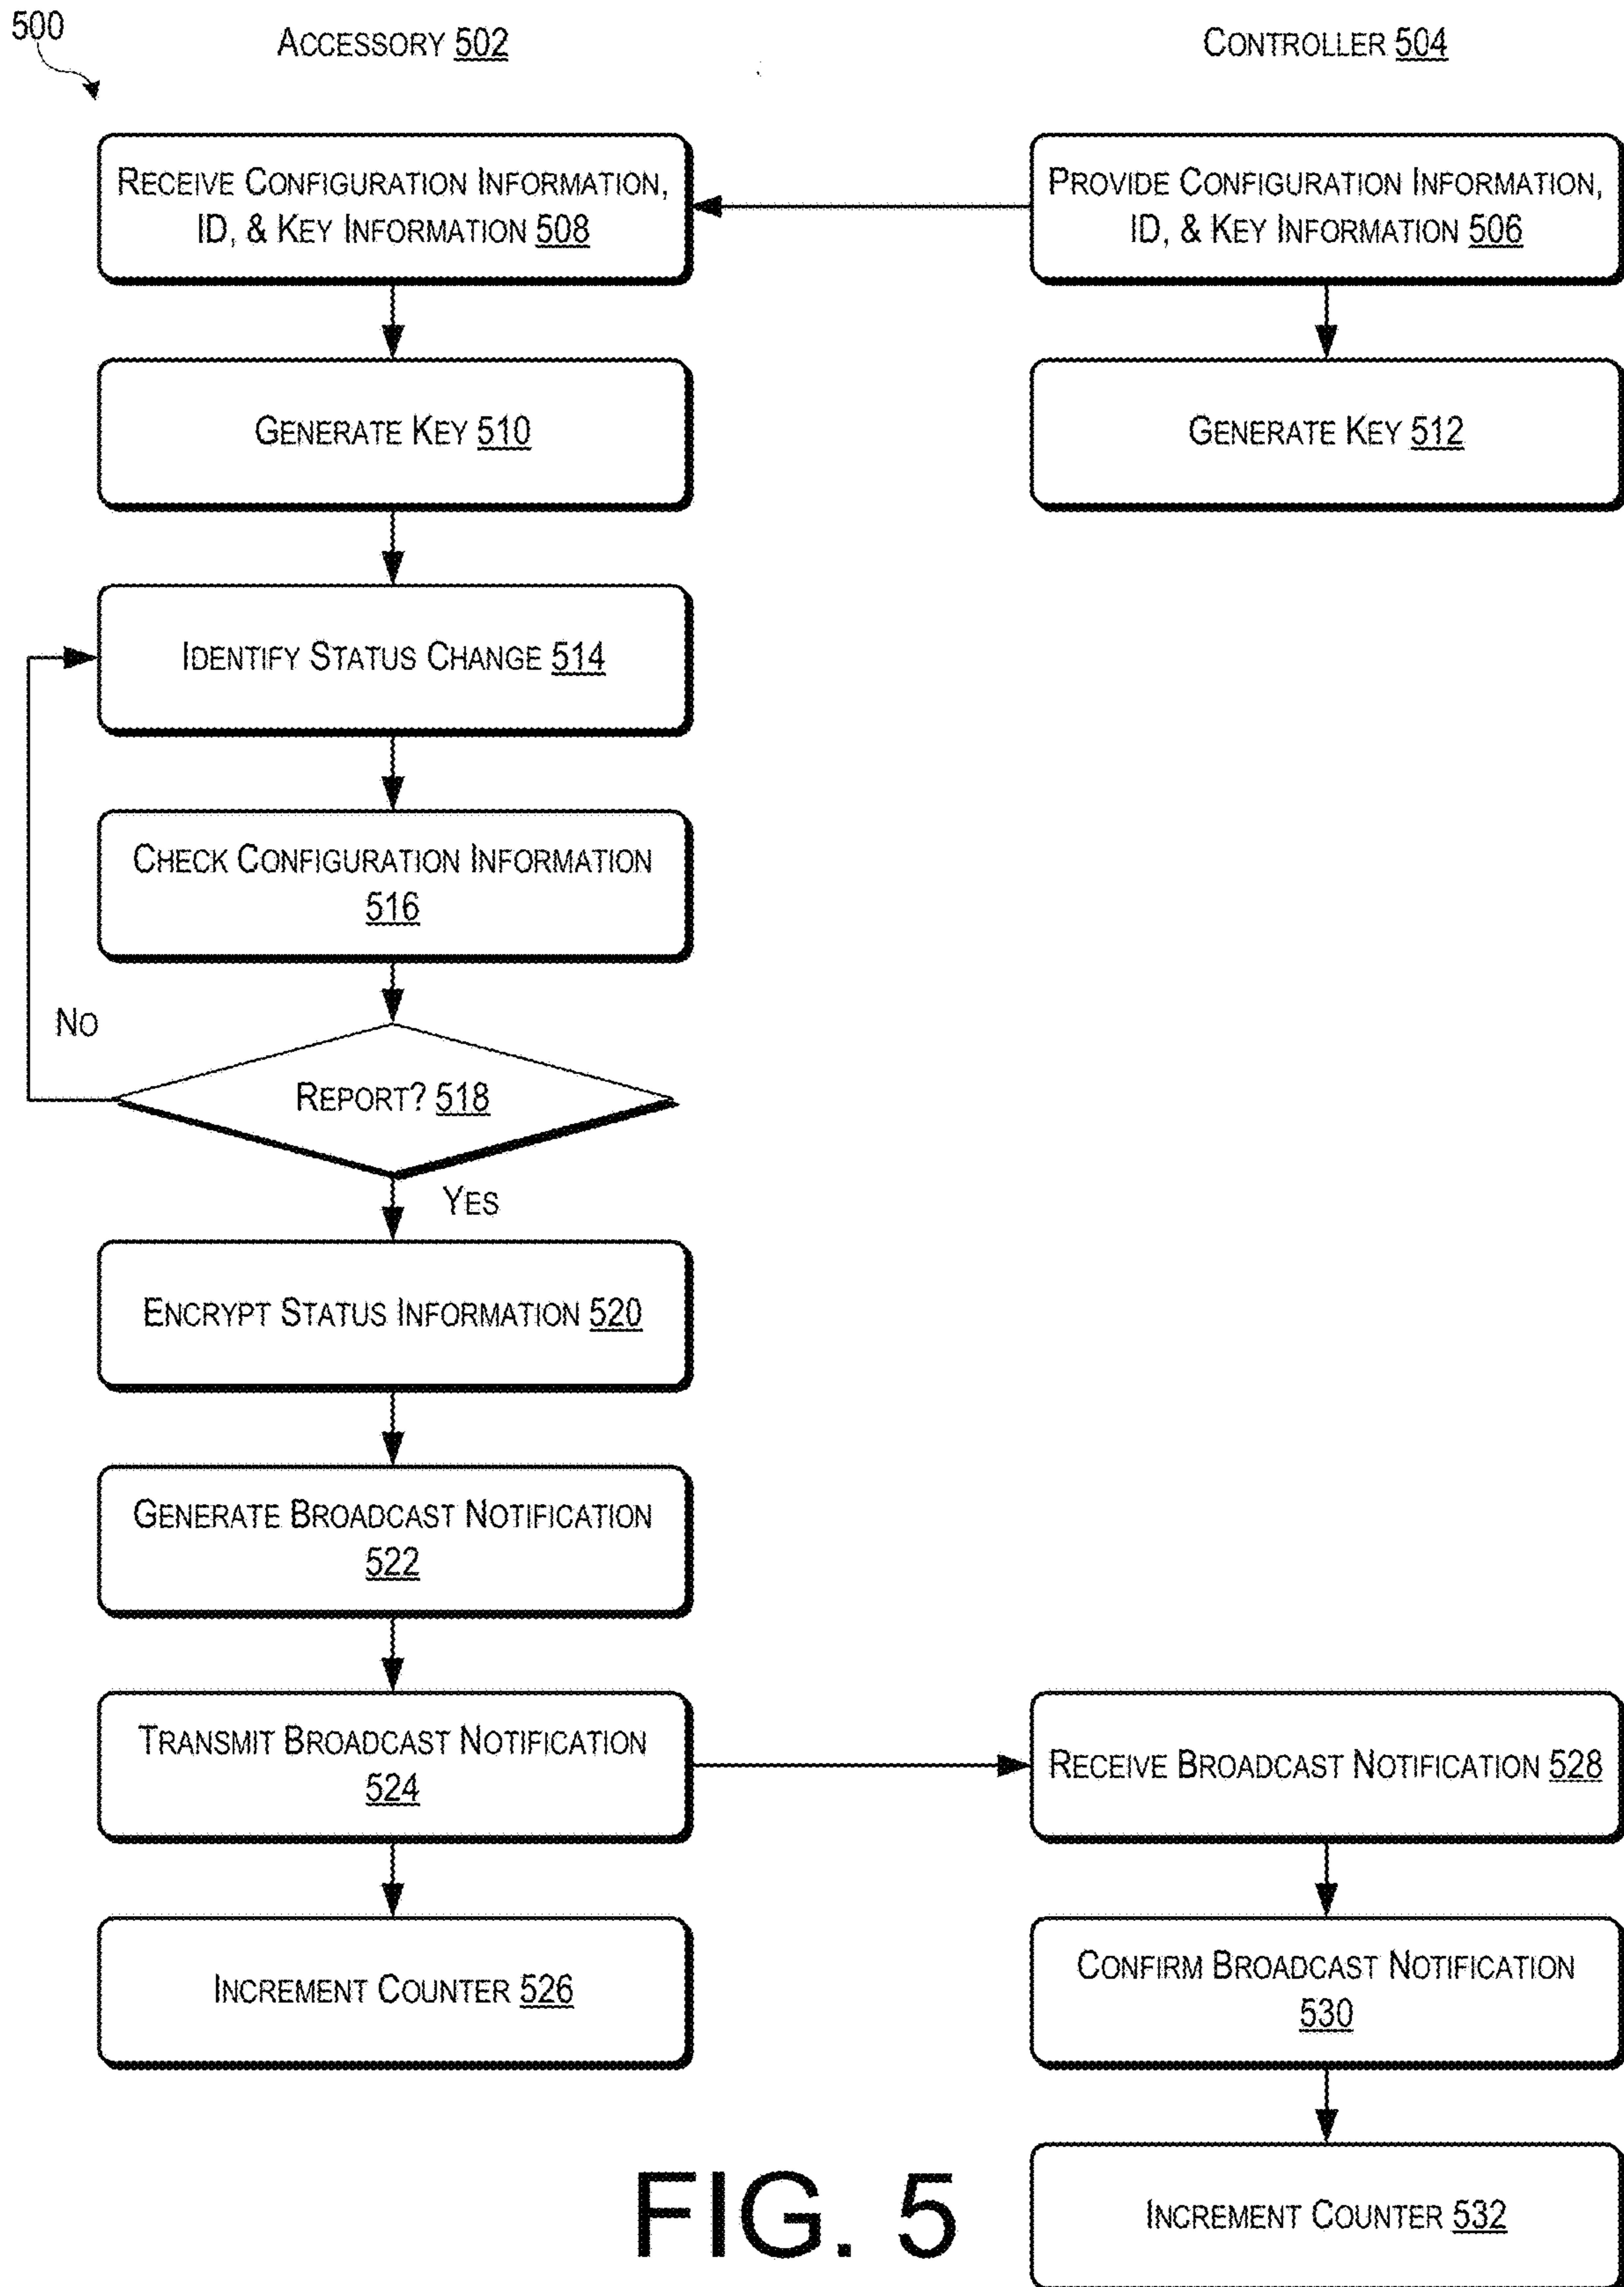 500
ACCESSORY 502
CONTROLLER 504
RECEIVE CONFIGURATION INFORMATION,
ID, & KEY INFORMATION 508
PROVIDE CONFIGURATION INFORMATION,
ID, & KEY INFORMATION 506
GENERATE KEY 510
GENERATE KEY 512
IDENTIFY STATUS CHANGE 514
CHECK CONFIGURATION INFORMATION
516
NO
REPORT? 518
YES
ENCRYPT STATUS INFORMATION 520
GENERATE BROADCAST NOTIFICATION
522
TRANSMIT BROADCAST NOTIFICATION
524
RECEIVE BROADCAST NOTIFICATION 528
INCREMENT COUNTER 526
CONFIRM BROADCAST NOTIFICATION
530
INCREMENT COUNTER 532
FIG. 5